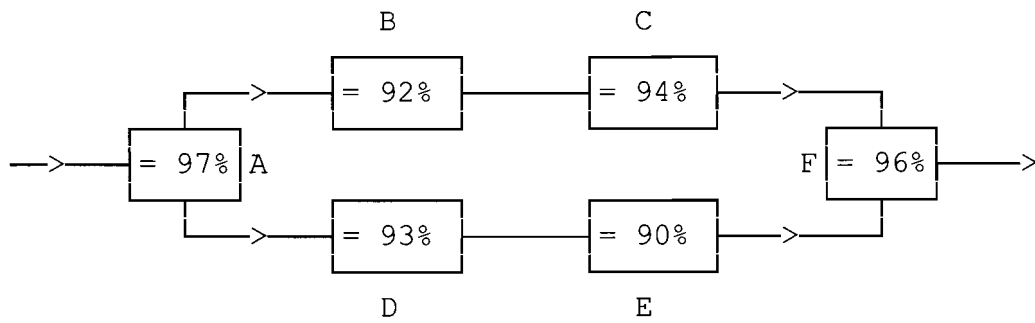 B C
= 92% = 94%
= 97% A F = 96%
= 93% = 90%
D E